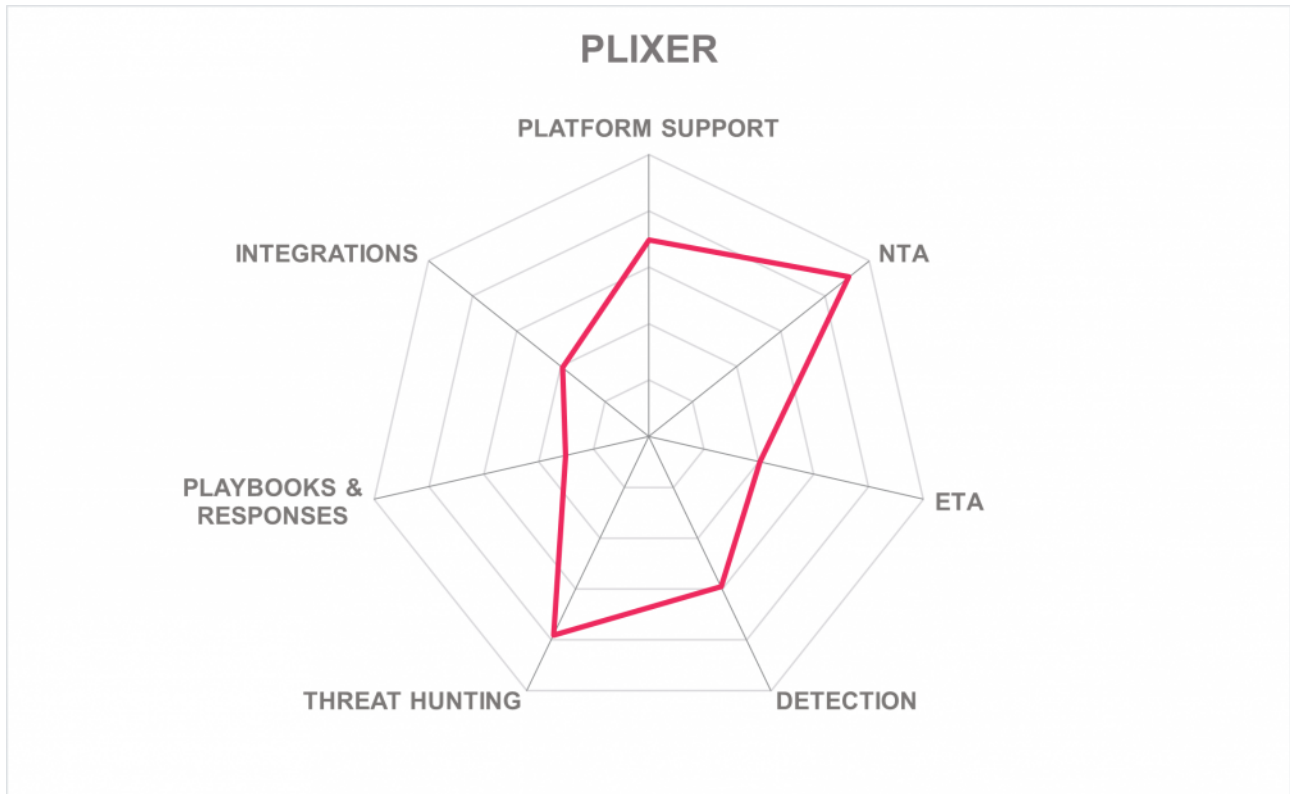 PLIXER
PLATFORM SUPPORT
INTEGRATIONS
NTA
PLAYBOOKS &
RESPONSES
ETA
THREAT HUNTING
DETECTION